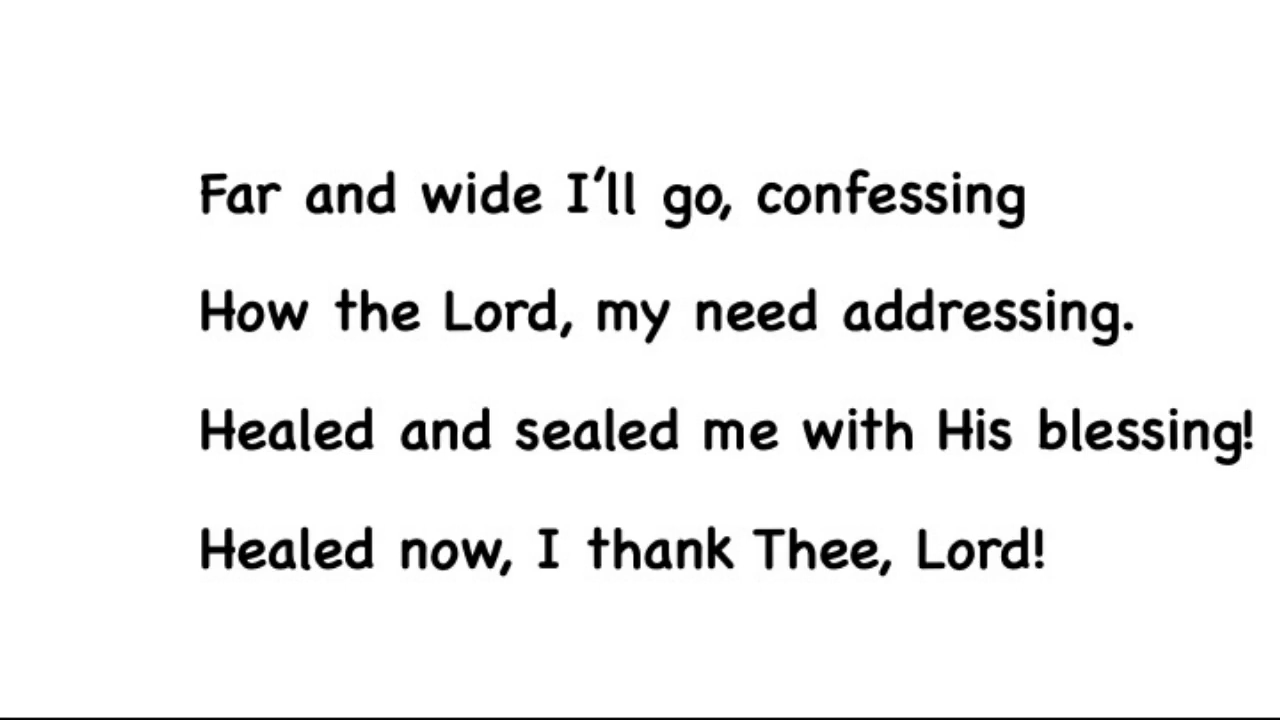 Far and wide I’ll go, confessing
How the Lord, my need addressing.
Healed and sealed me with His blessing!
Healed now, I thank Thee, Lord!